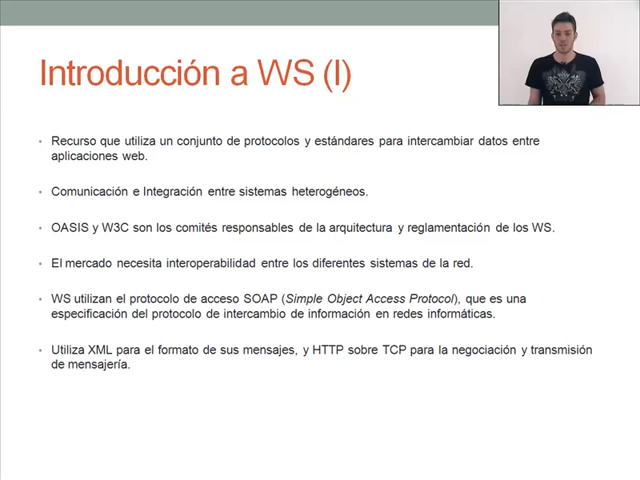 Introducción a WS (I)
Recurso que utiliza un conjunto de protocolos y estándares para intercambiar datos entre
aplicaciones web.
Comunicación e Integración entre sistemas heterogéneos.
OASIS y W3C son los comités responsables de la arquitectura y reglamentación de los WS.
El mercado necesita interoperabilidad entre los diferentes sistemas de la red.
WS utilizan el protocolo de acceso SOAP (Simple Object Access Protocol), que es una
especificación del protocolo de intercambio de información en redes informáticas.
Utiliza XML para el formato de sus mensajes, y HTTP sobre TCP para la negociación y transmisión
de mensajería.